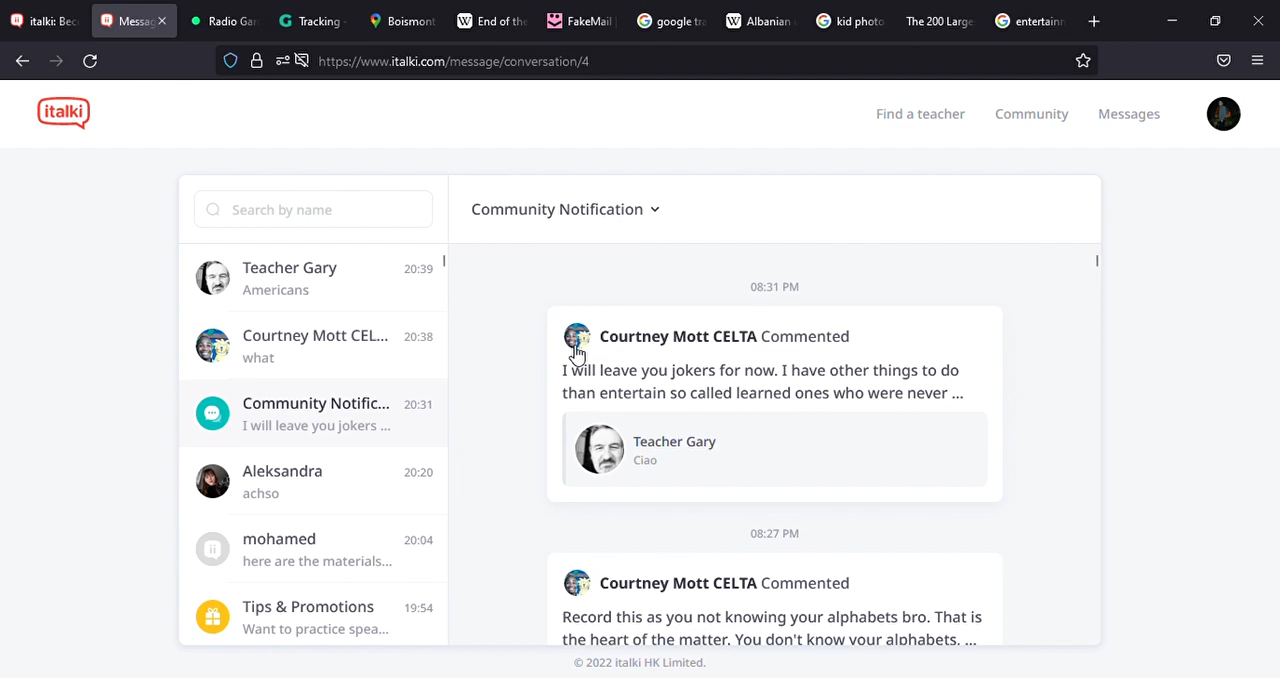 italki: Bec
Messag
Radio Gar
Tracking -
Boismont
End of the
FakeMail |
google tra
Albanian
kid photo
The 200 Large
entertainm
https://www.italki.com/message/conversation/4
italki
Find a teacher
Community
Messages
Search by name
Community Notification
Teacher Gary 20:39
Americans
Courtney Mott CEL... 20:38
what
Community Notific... 20:31
I will leave you jokers ...
Aleksandra 20:20
achso
mohamed 20:04
here are the materials...
Tips & Promotions 19:54
Want to practice spea...
08:31 PM
Courtney Mott CELTA Commented
I will leave you jokers for now. I have other things to do
than entertain so called learned ones who were never ...
Teacher Gary
Ciao
08:27 PM
Courtney Mott CELTA Commented
Record this as you not knowing your alphabets bro. That is
the heart of the matter. You don't know your alphabets. ...
© 2022 italki HK Limited.